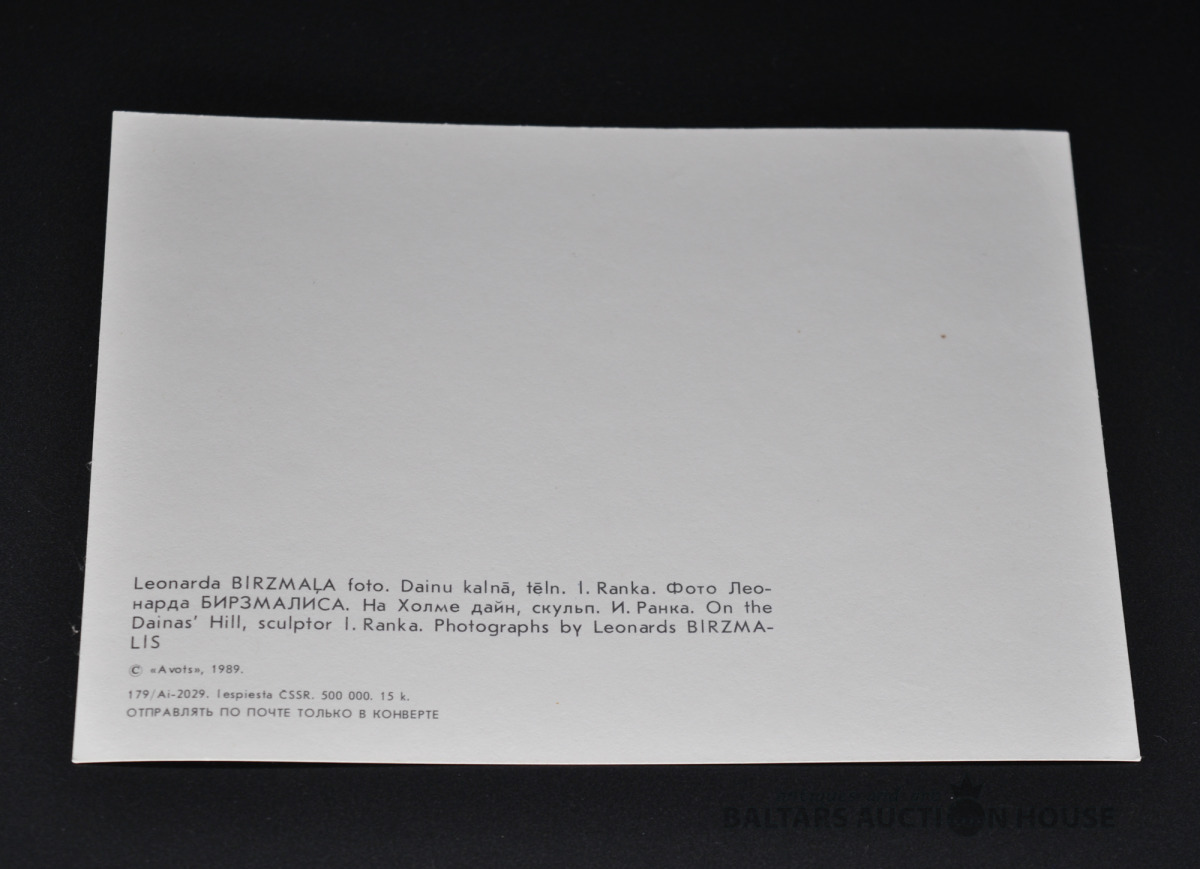 Leonarda BIRZMAĻA foto. Dainu kalnā, tēln. I. Ranka. Фото Лео-
нарда БИРЗМАЛИСА. На Холме дайн, скульп. И. Ранка. On the
Dainas' Hill, sculptor I. Ranka. Photographs by Leonards BIRZMA-
LIS
© «Avots», 1989.
179/Ai-2029. Iespiesta ČSSR. 500 000. 15 k.
ОТПРАВЛЯТЬ ПО ПОЧТЕ ТОЛЬКО В КОНВЕРТЕ
BALTARS AUCTION HOUSE